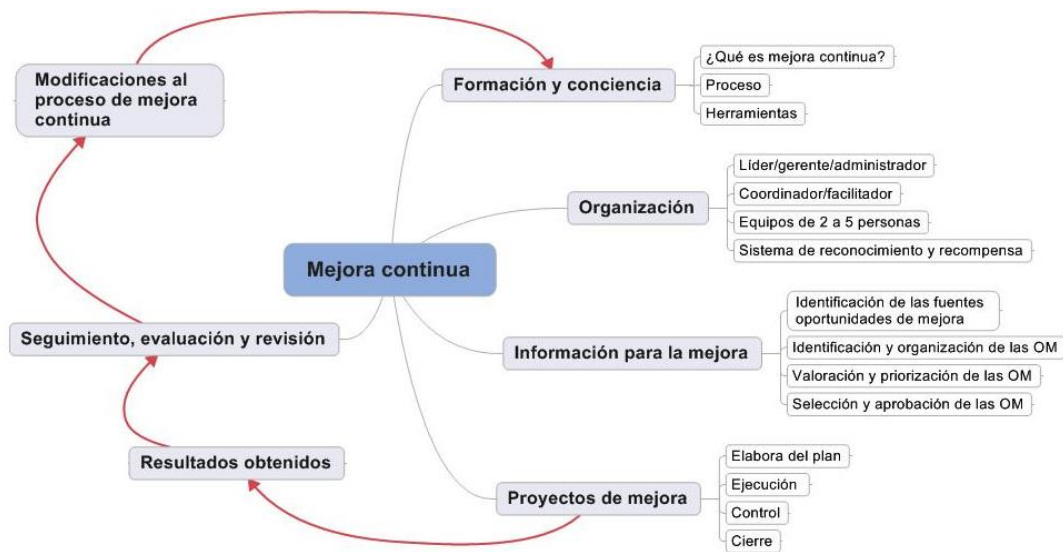 Modificaciones al
proceso de mejora
continua
Formación y conciencia
¿Qué es mejora continua?
Proceso
Herramientas
Organización
Líder/gerente/administrador
Coordinador/facilitador
Equipos de 2 a 5 personas
Sistema de reconocimiento y recompensa
Mejora continua
Seguimiento, evaluación y revisión
Información para la mejora
Identificación de las fuentes
oportunidades de mejora
Identificación y organización de las OM
Valoración y priorización de las OM
Selección y aprobación de las OM
Resultados obtenidos
Proyectos de mejora
Elabora del plan
Ejecución
Control
Cierre